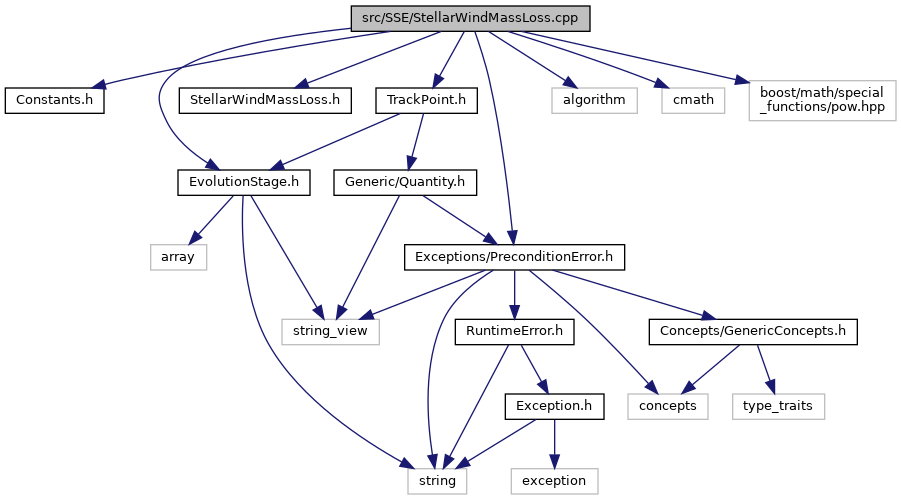 src/SSE/StellarWindMassLoss.cpp
Constants.h
StellarWindMassLoss.h
TrackPoint.h
algorithm
cmath
boost/math/special
_functions/pow.hpp
EvolutionStage.h
Generic/Quantity.h
array
Exceptions/PreconditionError.h
string_view
RuntimeError.h
Concepts/GenericConcepts.h
Exception.h
concepts
type_traits
string
exception